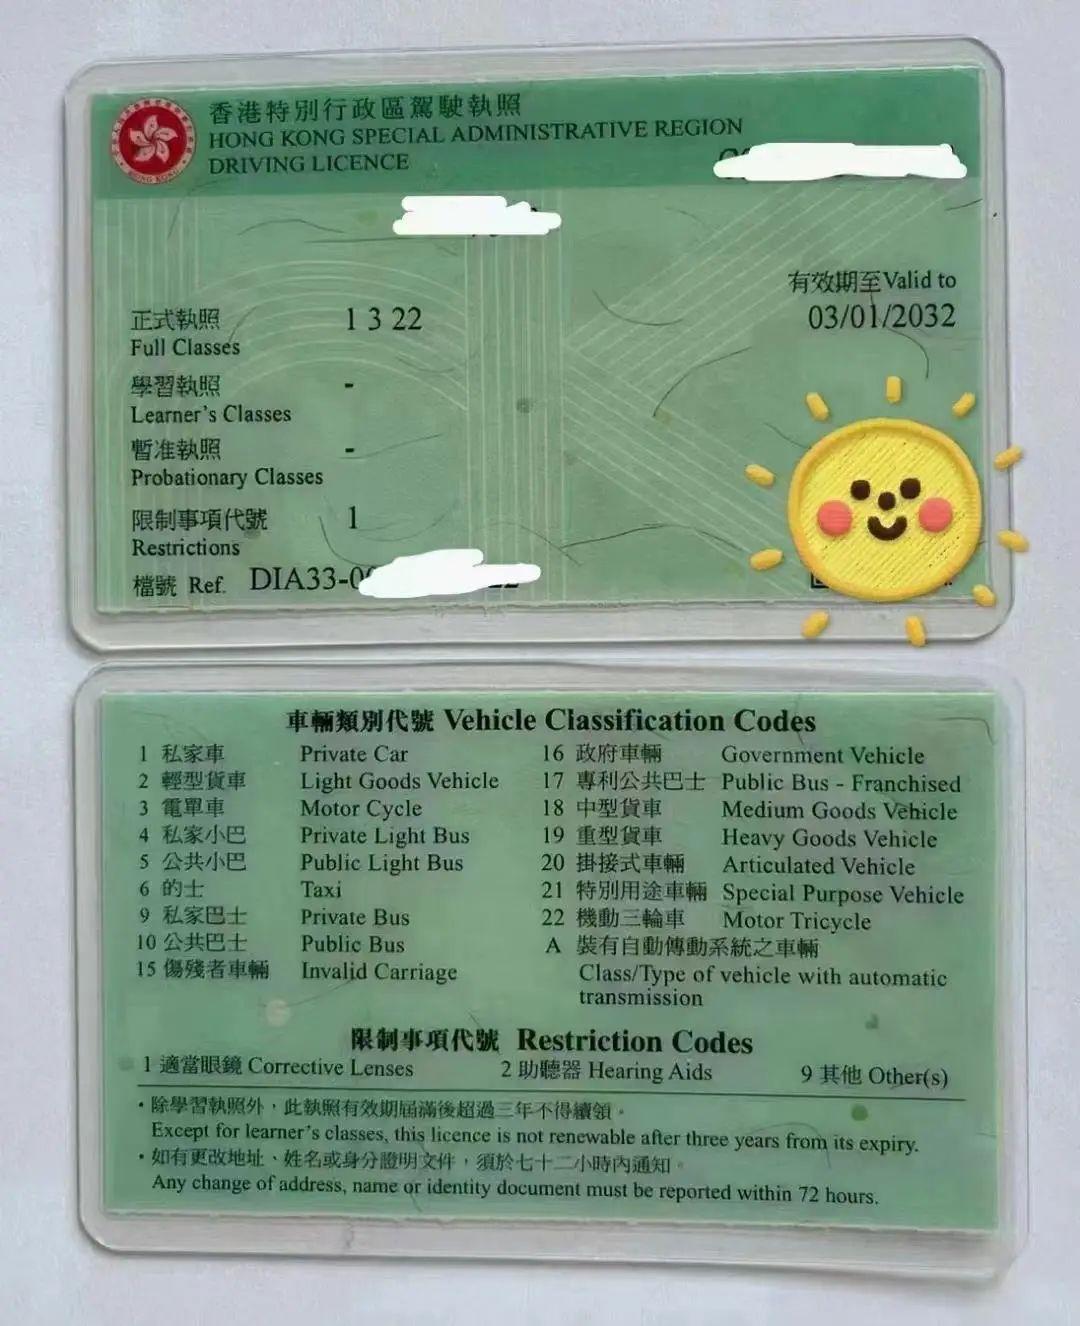 香港特別行政區駕駛執照
HONG KONG SPECIAL ADMINISTRATIVE REGION
DRIVING LICENCE
HONG KONG
有效期至Valid to
03/01/2032
正式執照 1 3 22
Full Classes
學習執照 -
Learner's Classes
暫准執照 -
Probationary Classes
限制事項代號 1
Restrictions
檔號 Ref. DIA33-0
車輛類別代號 Vehicle Classification Codes
1 私家車 Private Car
2 輕型貨車 Light Goods Vehicle
3 電單車 Motor Cycle
4 私家小巴 Private Light Bus
5 公共小巴 Public Light Bus
6 的士 Taxi
9 私家巴士 Private Bus
10 公共巴士 Public Bus
15 傷殘者車輛 Invalid Carriage
16 政府車輛 Government Vehicle
17 專利公共巴士 Public Bus - Franchised
18 中型貨車 Medium Goods Vehicle
19 重型貨車 Heavy Goods Vehicle
20 掛接式車輛 Articulated Vehicle
21 特別用途車輛 Special Purpose Vehicle
22 機動三輪車 Motor Tricycle
A 裝有自動傳動系統之車輛
Class/Type of vehicle with automatic
transmission
限制事項代號 Restriction Codes
1 適當眼鏡 Corrective Lenses 2 助聽器 Hearing Aids 9 其他 Other(s)
・除學習執照外，此執照有效期屆滿後超過三年不得續領。
Except for learner's classes, this licence is not renewable after three years from its expiry.
・如有更改地址、姓名或身分證明文件，須於七十二小時內通知。
Any change of address, name or identity document must be reported within 72 hours.